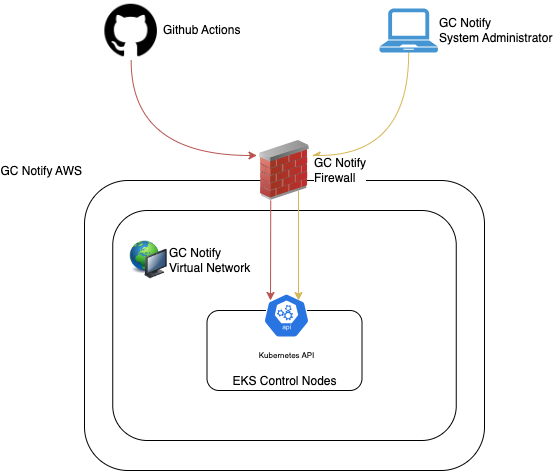 Github Actions
GC Notify
System Administrator
GC Notify AWS
GC Notify
Firewall
GC Notify
Virtual Network
api
Kubernetes API
EKS Control Nodes